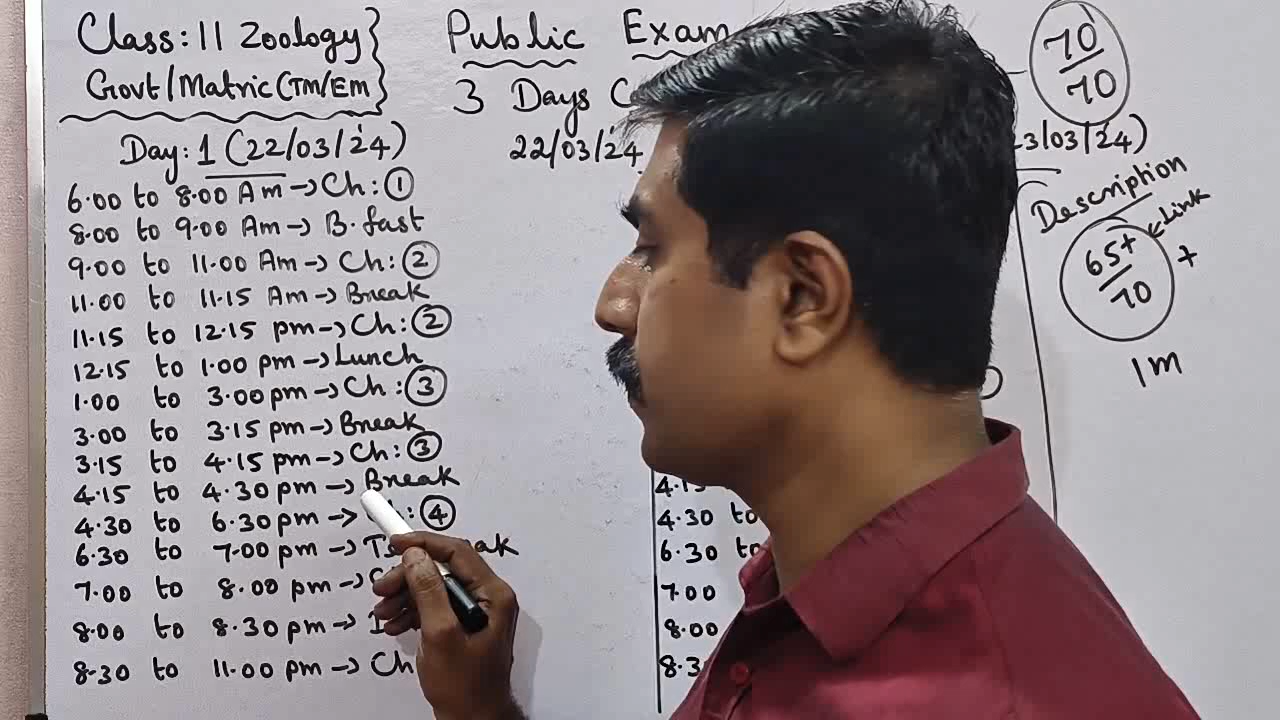 Class: 11 Zoology
Govt/Matric (TM/EM
Day: 1 (22/03/24)
6.00 to 8.00 Am → Ch: 1
8.00 to 9.00 Am → B. fast
9.00 to 11.00 Am → Ch: 2
11.00 to 11.15 Am → Break
11.15 to 12.15 pm → Ch: 2
12.15 to 1.00 pm → Lunch
1.00 to 3.00 pm → Ch: 3
3.00 to 3.15 pm → Break
3.15 to 4.15 pm → Ch: 3
4.15 to 4.30 pm → Break
4.30 to 6.30 pm → : 4
6.30 to 7.00 pm →
7.00 to 8.00 pm →
8.00 to 8.30 pm →
8.30 to 11.00 pm → Ch
Public Exam
3 Days
22/03/24
23/03/24)
4.30 to
6.30 to
7.00
8.00
70/70
Description
Link
65+/70
+
1m